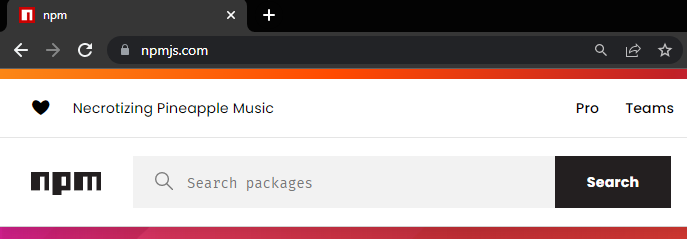 npm
npmjs.com
Necrotizing Pineapple Music
Pro
Teams
npm
Search packages
Search